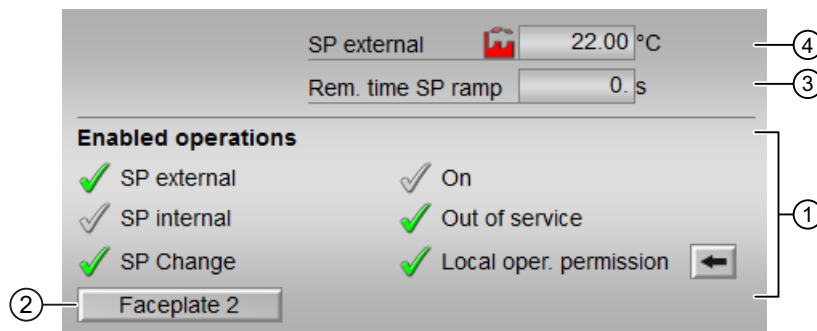 SP external 22.00 °C 4
Rem. time SP ramp 0. s 3
Enabled operations
SP external On
SP internal Out of service 1
SP Change Local oper. permission
2 Faceplate 2